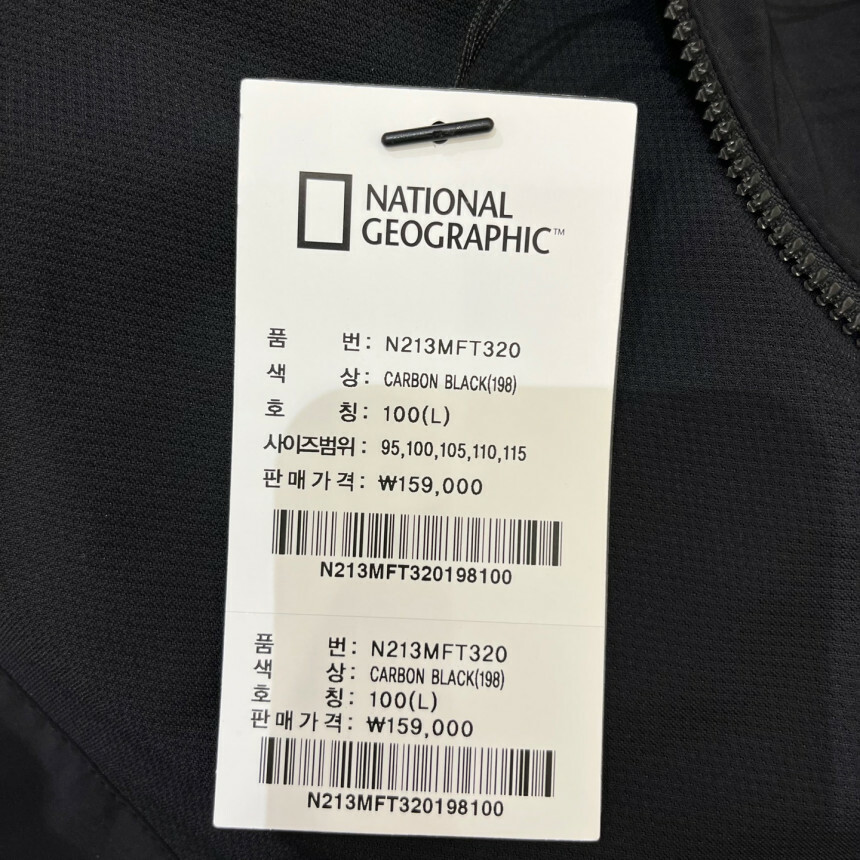 NATIONAL
GEOGRAPHIC™
품 번: N213MFT320
색 상: CARBON BLACK(198)
호 칭: 100(L)
사이즈범위: 95,100,105,110,115
판매가격: ₩159,000
N213MFT320198100
품 번: N213MFT320
색 상: CARBON BLACK(198)
호 칭: 100(L)
판매가격: ₩159,000
N213MFT320198100